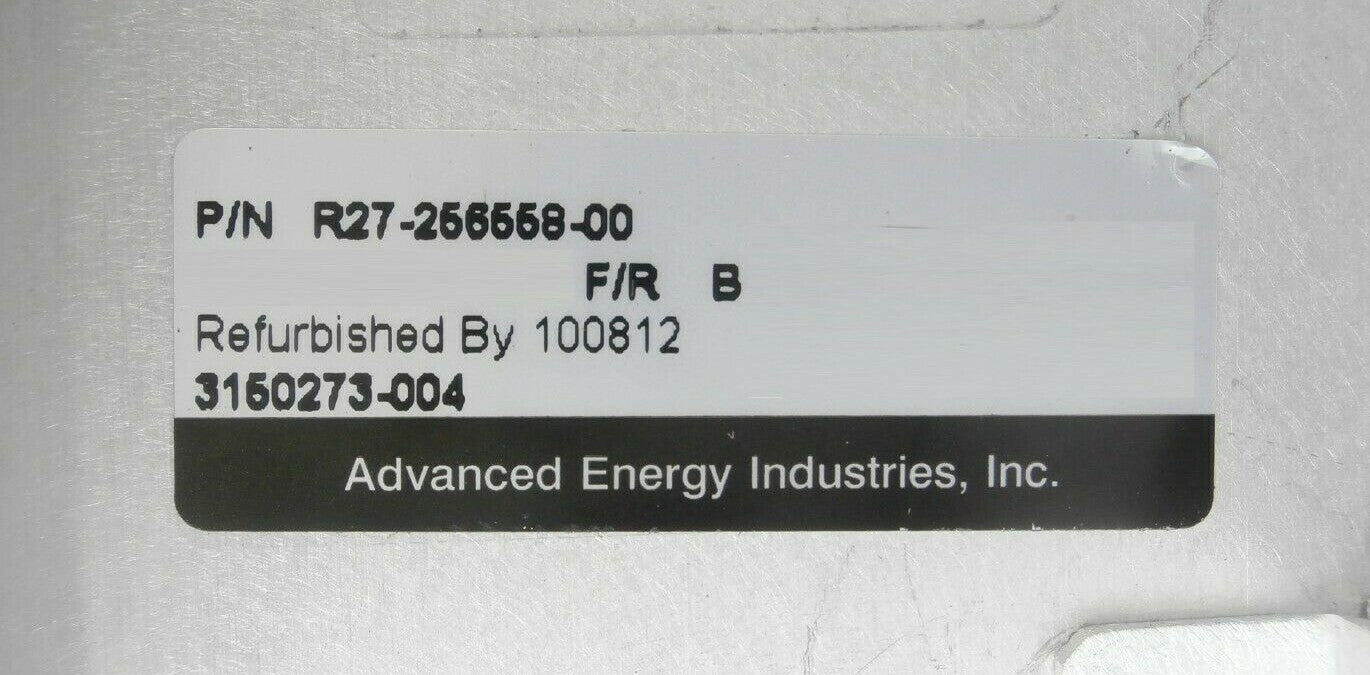 P/N R27-256558-00
F/R B
Refurbished By 100812
3150273-004
Advanced Energy Industries, Inc.